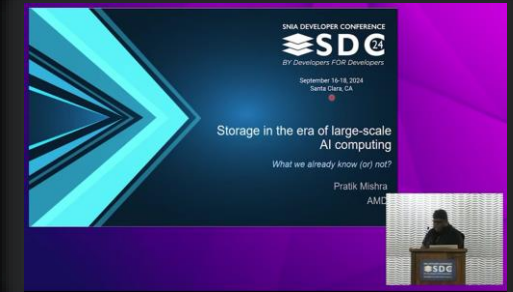 SNIA DEVELOPER CONFERENCE
SDC 24
BY Developers FOR Developers
September 16-18, 2024
Santa Clara, CA
Storage in the era of large-scale
AI computing
What we already know (or) not?
Pratik Mishra
AMD
SDC